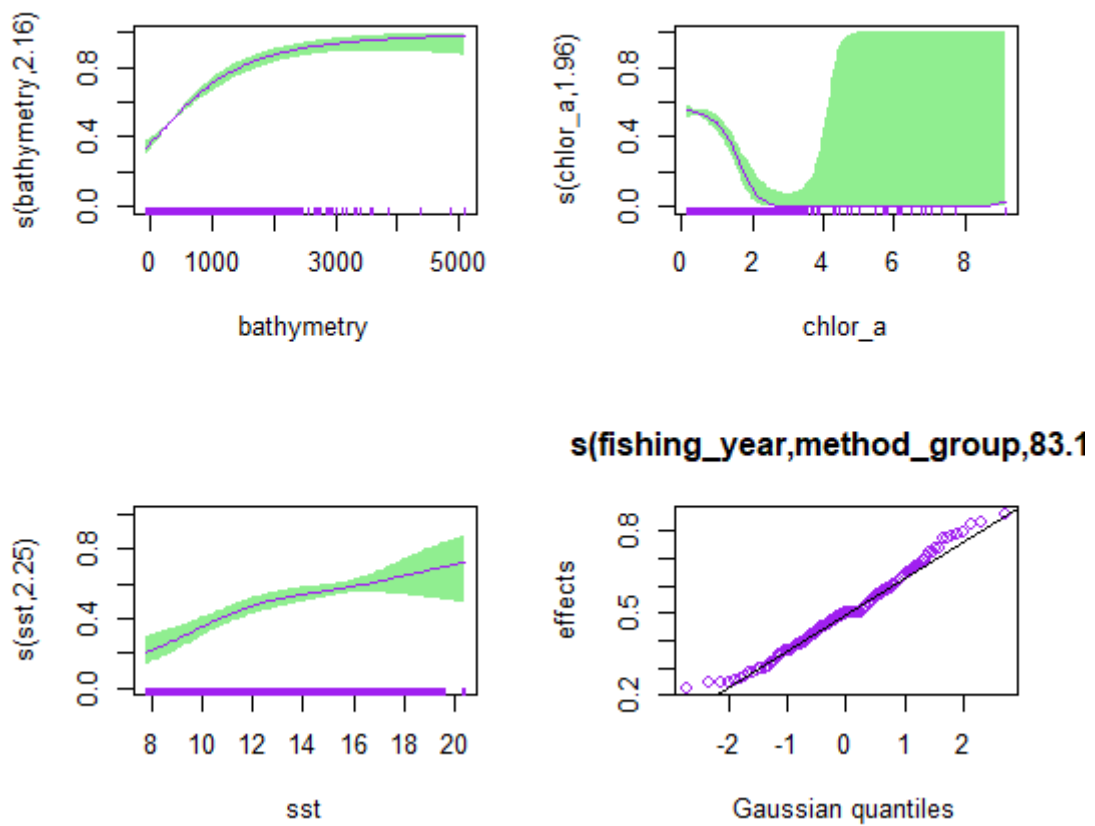 s(bathymetry,2.16)
0.0 0.4 0.8
0 1000 3000 5000
bathymetry
s(chlor_a,1.96)
0.0 0.4 0.8
0 2 4 6 8
chlor_a
s(sst,2.25)
0.0 0.4 0.8
8 10 12 14 16 18 20
sst
s(fishing_year,method_group,83.1
effects
0.2 0.5 0.8
-2 -1 0 1 2
Gaussian quantiles